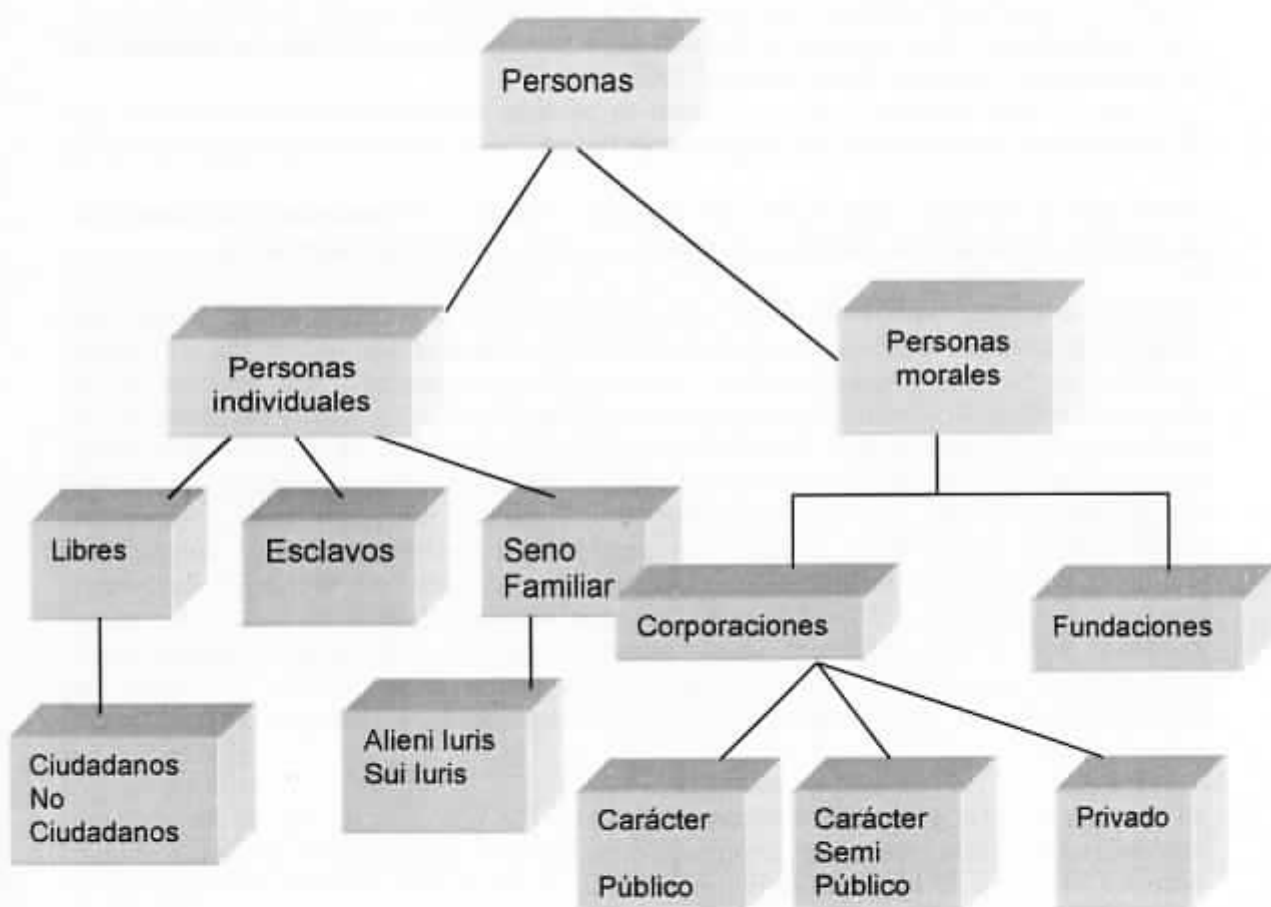 Personas
Personas
individuales
Personas
morales
Libres
Esclavos
Seno
Familiar
Corporaciones
Fundaciones
Ciudadanos
No
Ciudadanos
Alieni Iuris
Sui Iuris
Carácter
Público
Carácter
Semi
Público
Privado